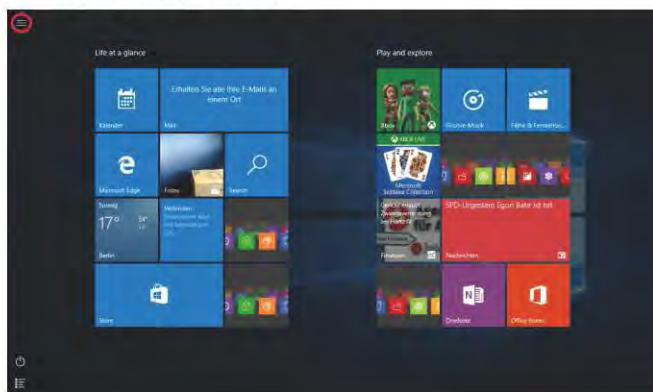 Life at a glance
Play and explore
Kalender
Erhalten Sie alle Ihre E-Mails an
einem Ort
Mail
Xbox
Groove-Musik
Filme & Fernsehse...
XBOX LIVE
Microsoft Edge
Fotos
Search
Microsoft
Solitaire Collection
Sonnig
17°
Berlin
SPD-Urgestein Egon Bahr ist tot
Finanzen
Nachrichten
Store
OneNote